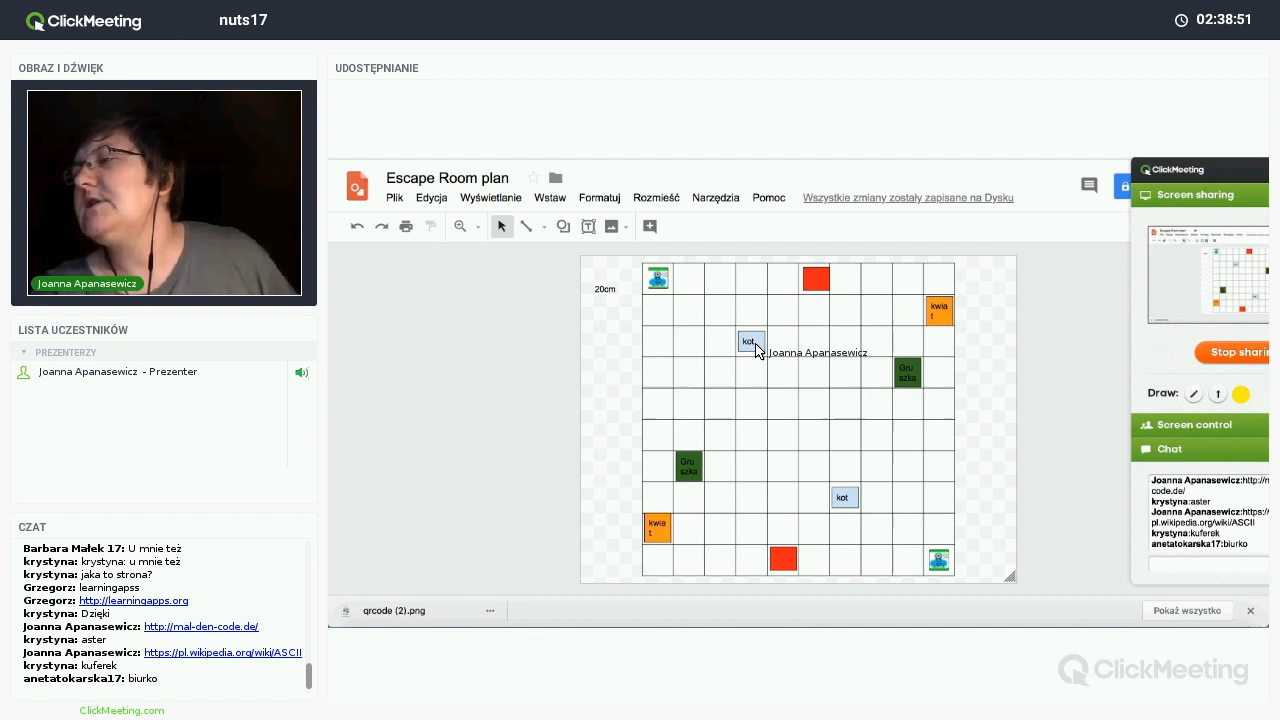 ClickMeeting
nuts17
02:38:51
OBRAZ I DŹWIĘK
Joanna Apanasewicz
LISTA UCZESTNIKÓW
PREZENTERZY
Joanna Apanasewicz - Prezenter
CZAT
Barbara Małek 17: U mnie też
krystyna: krystyna: u mnie też
krystyna: jaka to strona?
Grzegorz: learningapss
Grzegorz: http://learningapps.org
krystyna: Dzięki
Joanna Apanasewicz: http://mal-den-code.de/
krystyna: aster
Joanna Apanasewicz: https://pl.wikipedia.org/wiki/ASCII
krystyna: kuferek
anetatokarska17: biurko
ClickMeeting.com
UDOSTĘPNIANIE
Escape Room plan
Plik Edycja Wyświetlanie Wstaw Formatuj Rozmieść Narzędzia Pomoc Wszystkie zmiany zostały zapisane na Dysku
20cm
kwia
t
kot
Joanna Apanasewicz
Gru
szka
Gru
szka
kot
kwia
t
ClickMeeting
Screen sharing
Stop sharin
Draw:
Screen control
Chat
Joanna Apanasewicz:http://m
code.de/
krystyna:aster
Joanna Apanasewicz:https:/
pl.wikipedia.org/wiki/ASCII
krystyna:kuferek
anetatokarska17:biurko
qrcode (2).png
Pokaż wszystko
ClickMeeting